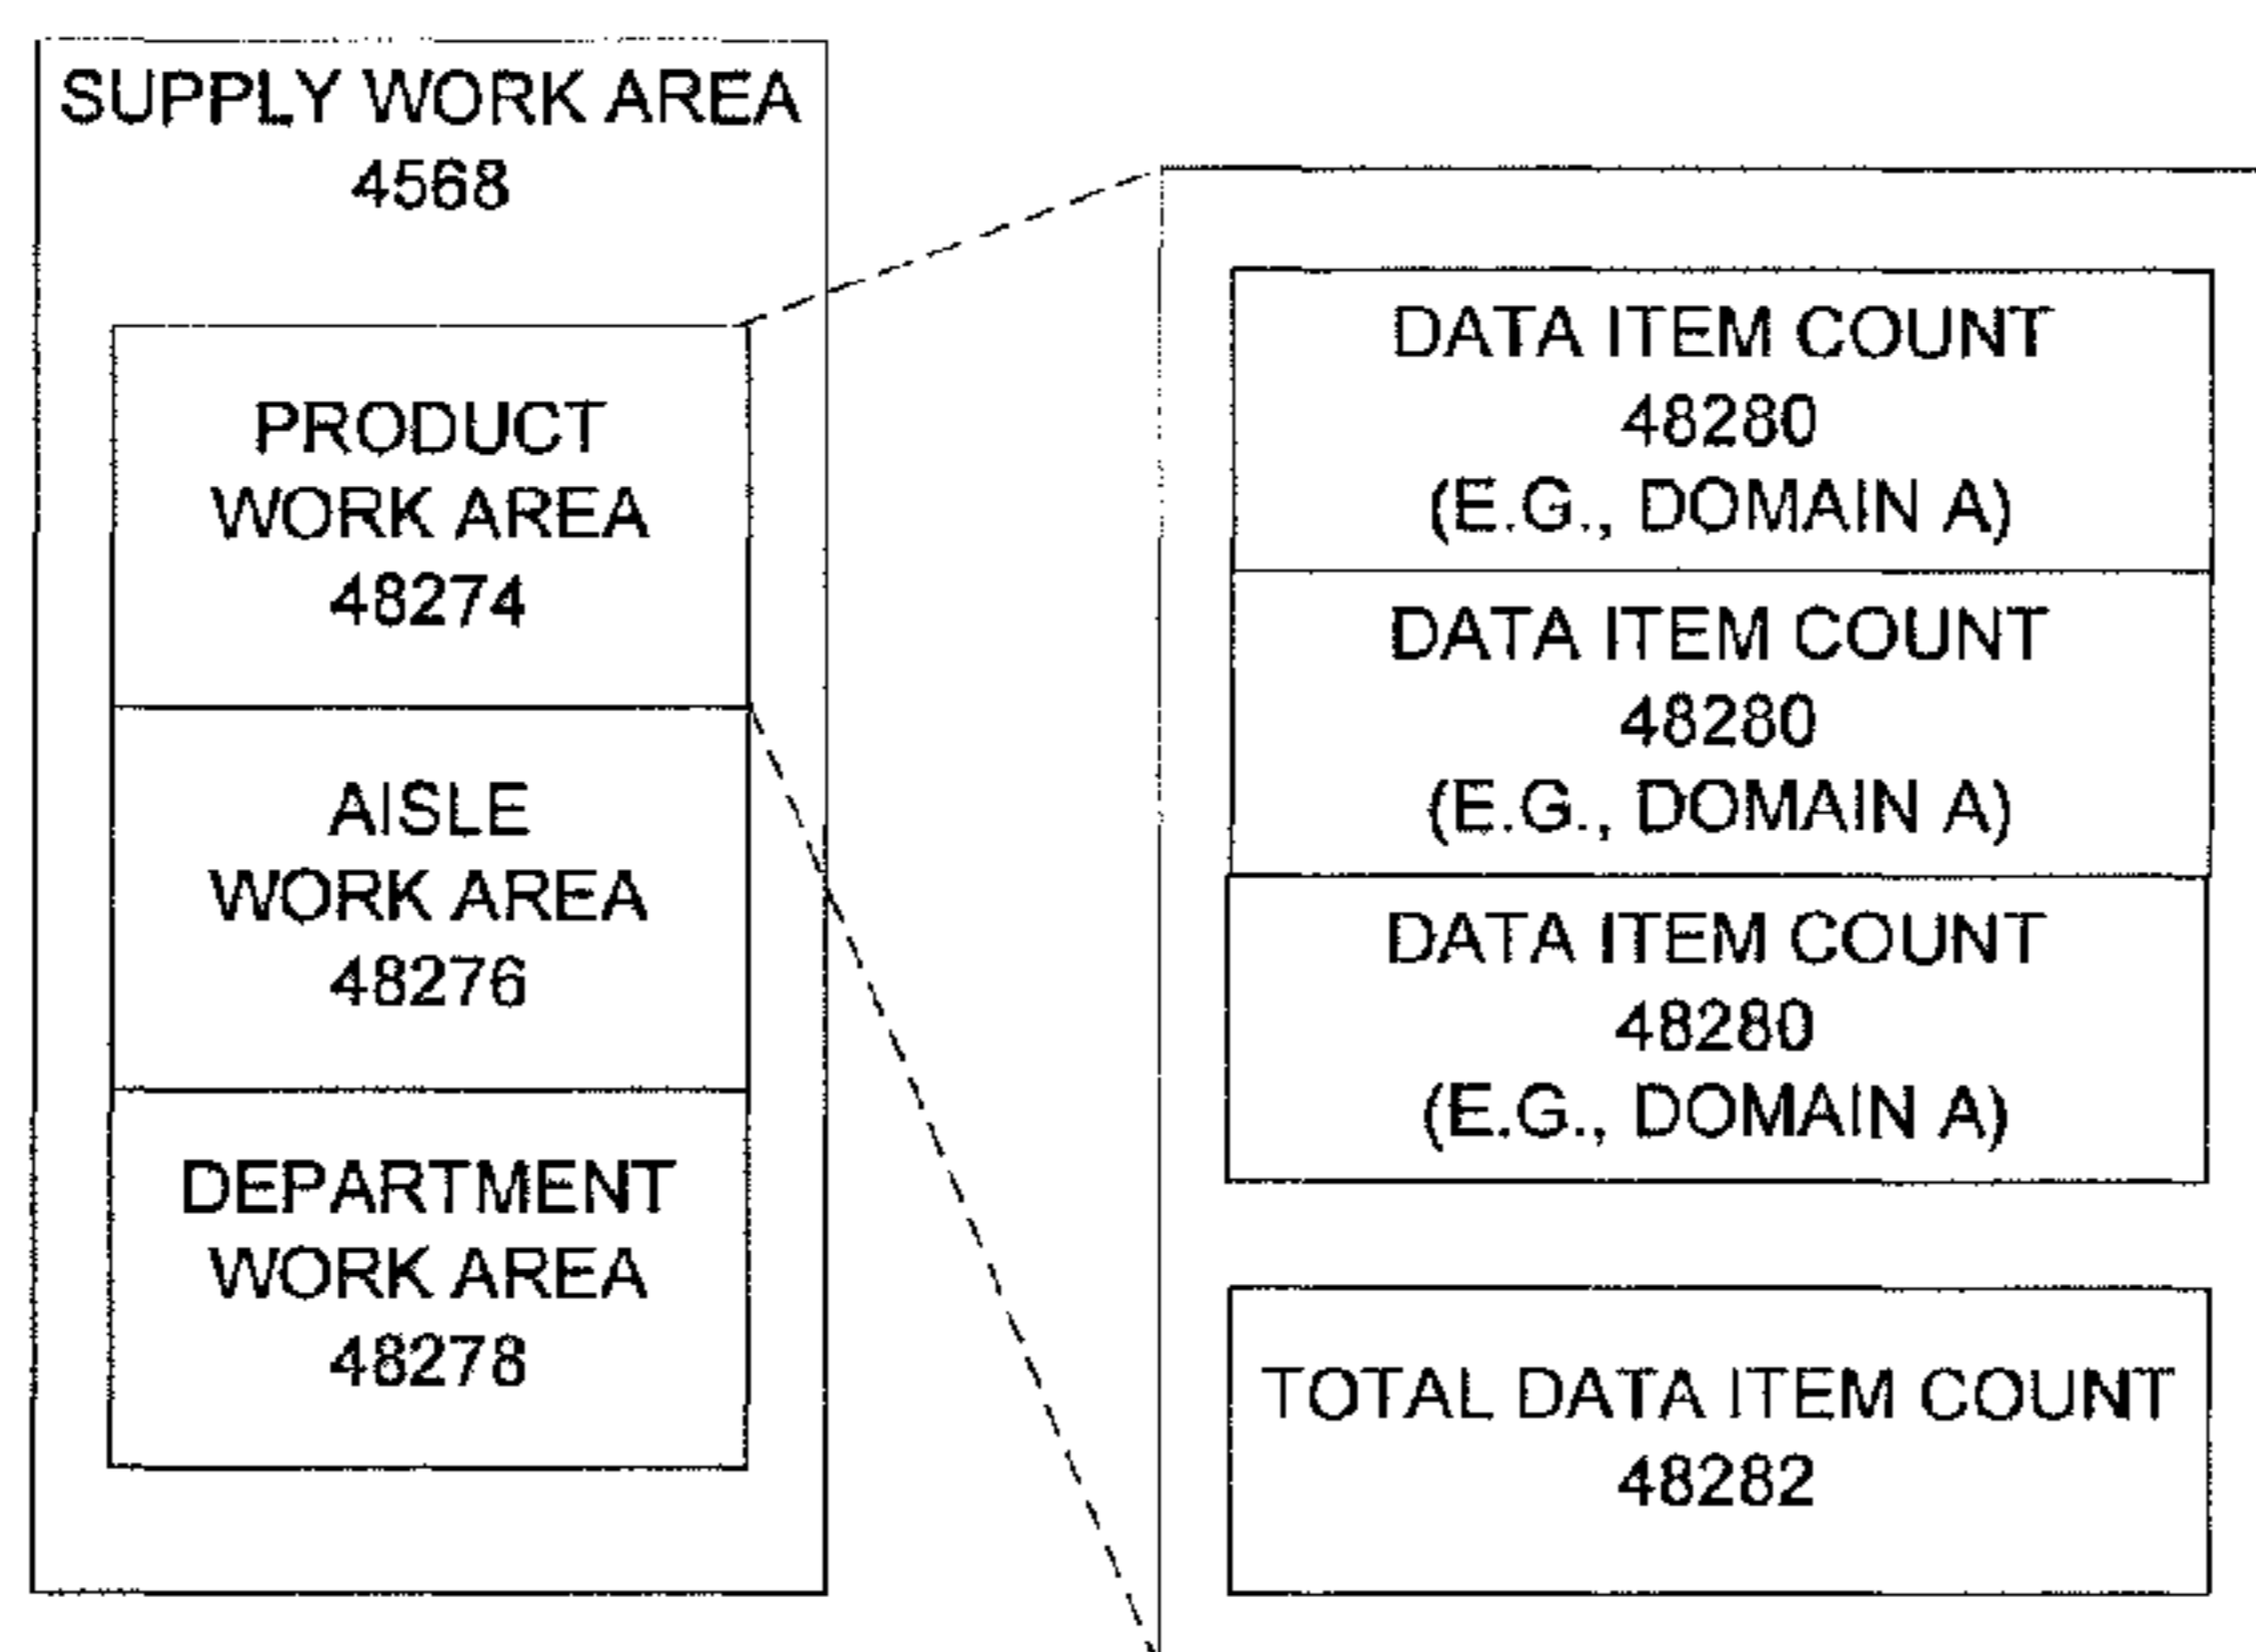 SUPPLY WORK AREA
4568
PRODUCT
WORK AREA
48274
AISLE
WORK AREA
48276
DEPARTMENT
WORK AREA
48278
DATA ITEM COUNT
48280
(E.G., DOMAIN A)
DATA ITEM COUNT
48280
(E.G., DOMAIN A)
DATA ITEM COUNT
48280
(E.G., DOMAIN A)
TOTAL DATA ITEM COUNT
48282